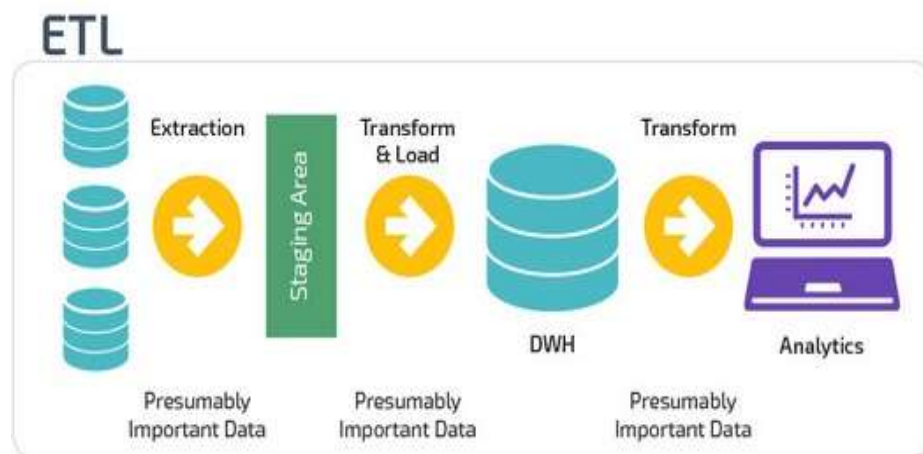 ETL
Extraction
Staging Area
Transform
& Load
Transform
DWH
Analytics
Presumably
Important Data
Presumably
Important Data
Presumably
Important Data